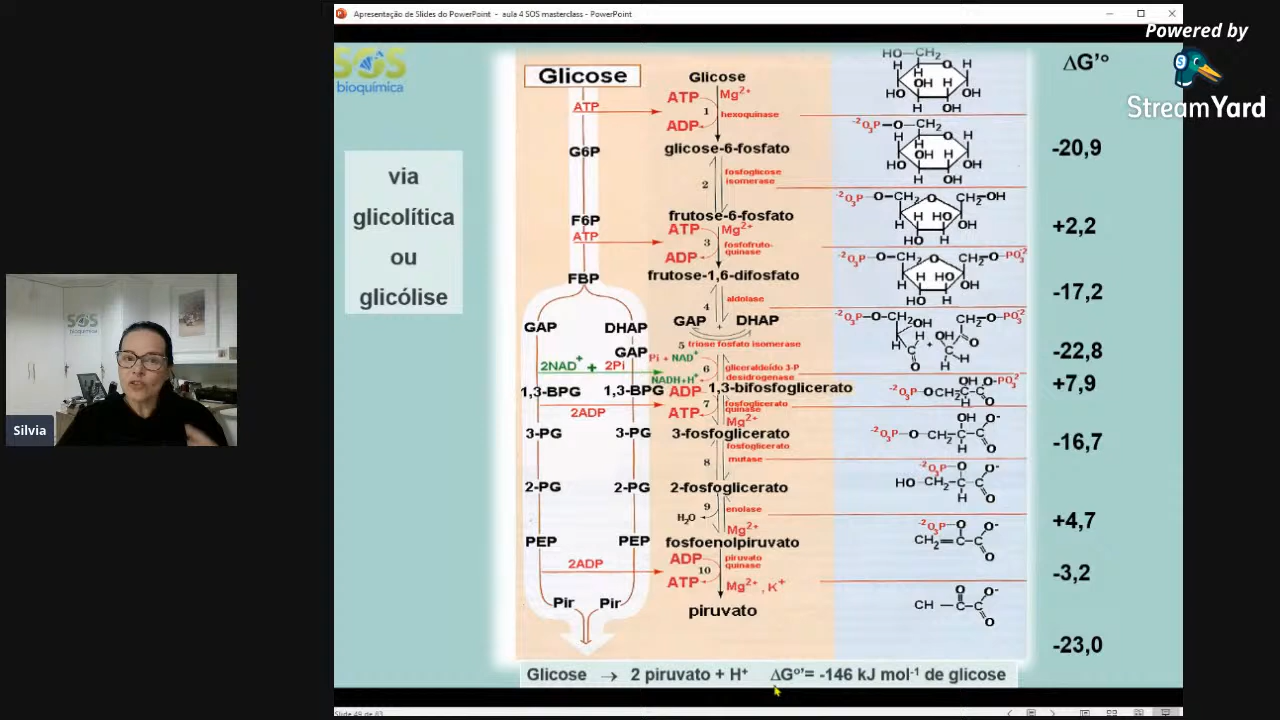 Apresentação de Slides do PowerPoint - aula 4 SOS masterclass - PowerPoint
Powered by
StreamYard
SOS
bioquímica
via
glicolítica
ou
glicólise
Silvia
Glicose
ATP
G6P
F6P
ATP
FBP
GAP DHAP
GAP
2NAD+ + 2Pi
1,3-BPG 1,3-BPG
2ADP
3-PG 3-PG
2-PG 2-PG
PEP PEP
2ADP
Pir Pir
Glicose
ATP Mg2+
1 hexoquinase
ADP
glicose-6-fosfato
2 fosfoglicose
isomerase
frutose-6-fosfato
ATP Mg2+
3 fosfofruto-
quinase
ADP
frutose-1,6-difosfato
4 aldolase
GAP + DHAP
5 triose fosfato isomerase
Pi + NAD+
6 gliceraldeído 3-P
desidrogenase
NADH+H+
ADP 1,3-bifosfoglicerato
7 fosfoglicerato
quinase
ATP Mg2+
3-fosfoglicerato
8 fosfoglicerato
mutase
2-fosfoglicerato
9 enolase
H2O Mg2+
fosfoenolpiruvato
ADP piruvato
quinase
10
ATP Mg2+, K+
piruvato
ΔG'º
-20,9
+2,2
-17,2
-22,8
+7,9
-16,7
+4,7
-3,2
-23,0
Glicose → 2 piruvato + H+ ΔGº'= -146 kJ mol-1 de glicose